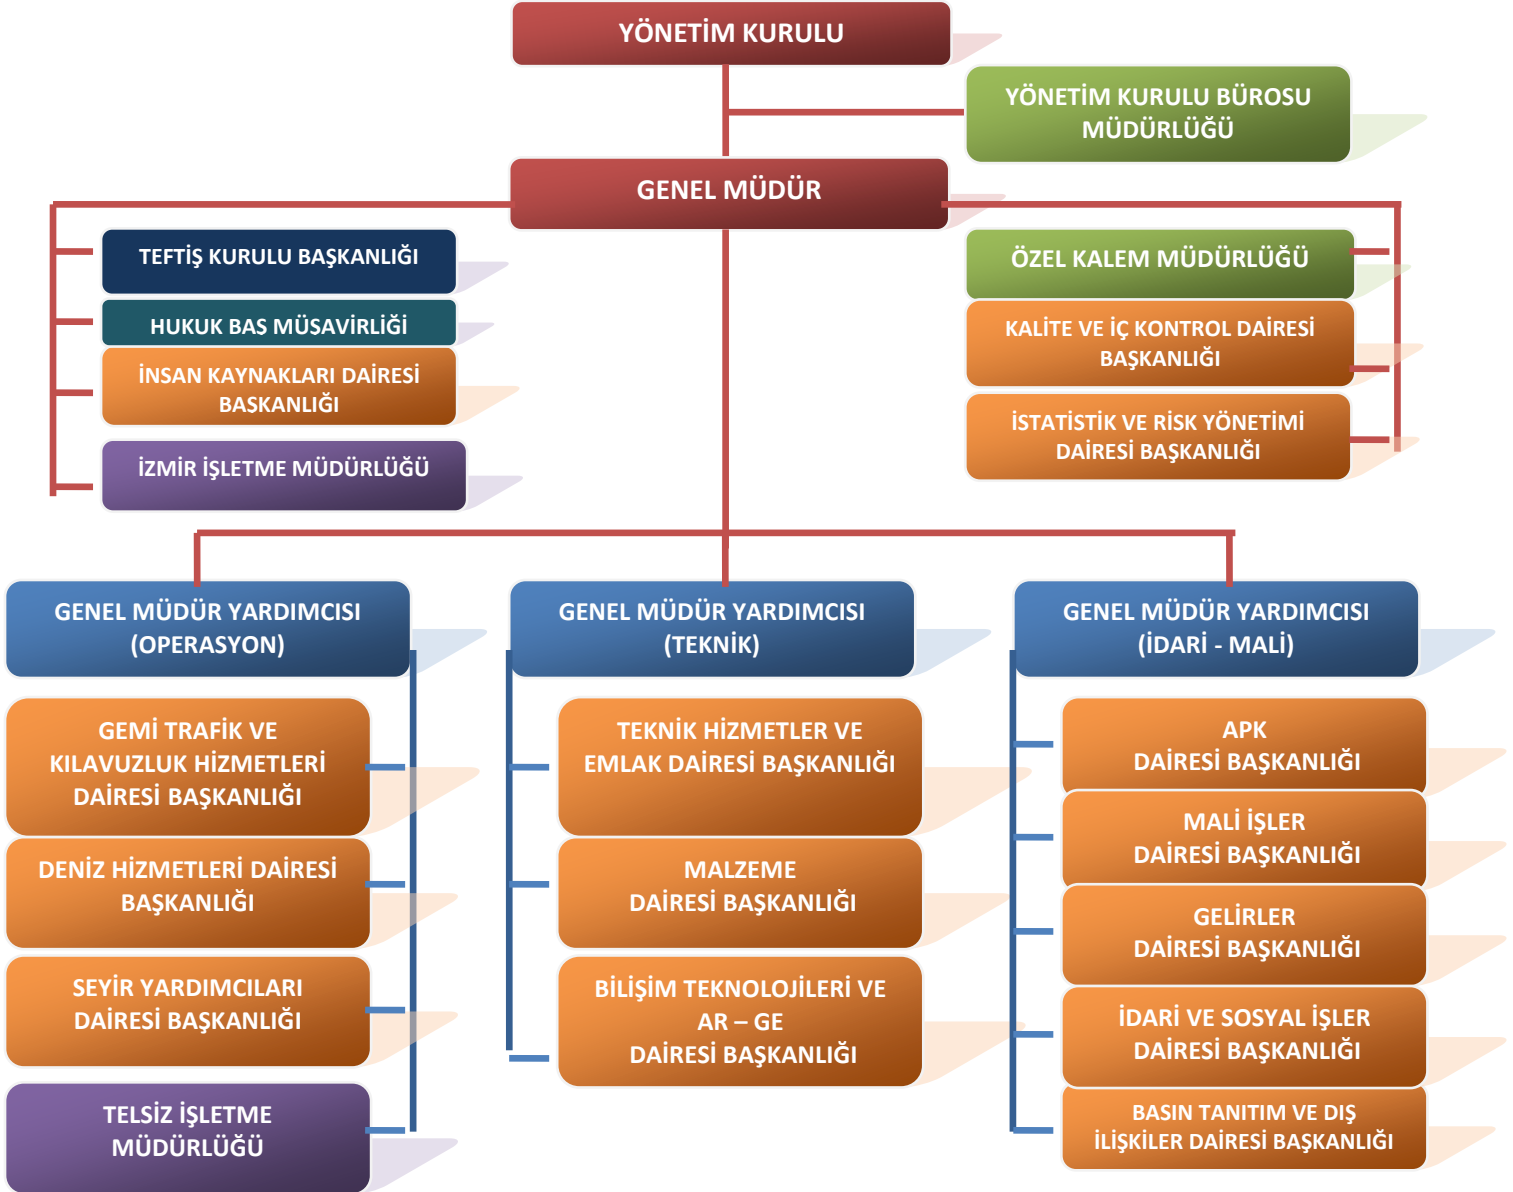 YÖNETİM KURULU
YÖNETİM KURULU BÜROSU
MÜDÜRLÜĞÜ
GENEL MÜDÜR
TEFTİŞ KURULU BAŞKANLIĞI
HUKUK BAŞ MÜŞAVİRLİĞİ
İNSAN KAYNAKLARI DAİRESİ
BAŞKANLIĞI
İZMİR İŞLETME MÜDÜRLÜĞÜ
ÖZEL KALEM MÜDÜRLÜĞÜ
KALİTE VE İÇ KONTROL DAİRESİ
BAŞKANLIĞI
İSTATİSTİK VE RİSK YÖNETİMİ
DAİRESİ BAŞKANLIĞI
GENEL MÜDÜR YARDIMCISI
(OPERASYON)
GEMİ TRAFİK VE
KILAVUZLUK HİZMETLERİ
DAİRESİ BAŞKANLIĞI
DENİZ HİZMETLERİ DAİRESİ
BAŞKANLIĞI
SEYİR YARDIMCILARI
DAİRESİ BAŞKANLIĞI
TELSİZ İŞLETME
MÜDÜRLÜĞÜ
GENEL MÜDÜR YARDIMCISI
(TEKNİK)
TEKNİK HİZMETLER VE
EMLAK DAİRESİ BAŞKANLIĞI
MALZEME
DAİRESİ BAŞKANLIĞI
BİLİŞİM TEKNOLOJİLERİ VE
AR – GE
DAİRESİ BAŞKANLIĞI
GENEL MÜDÜR YARDIMCISI
(İDARİ - MALİ)
APK
DAİRESİ BAŞKANLIĞI
MALİ İŞLER
DAİRESİ BAŞKANLIĞI
GELİRLER
DAİRESİ BAŞKANLIĞI
İDARİ VE SOSYAL İŞLER
DAİRESİ BAŞKANLIĞI
BASIN TANITIM VE DIŞ
İLİŞKİLER DAİRESİ BAŞKANLIĞI